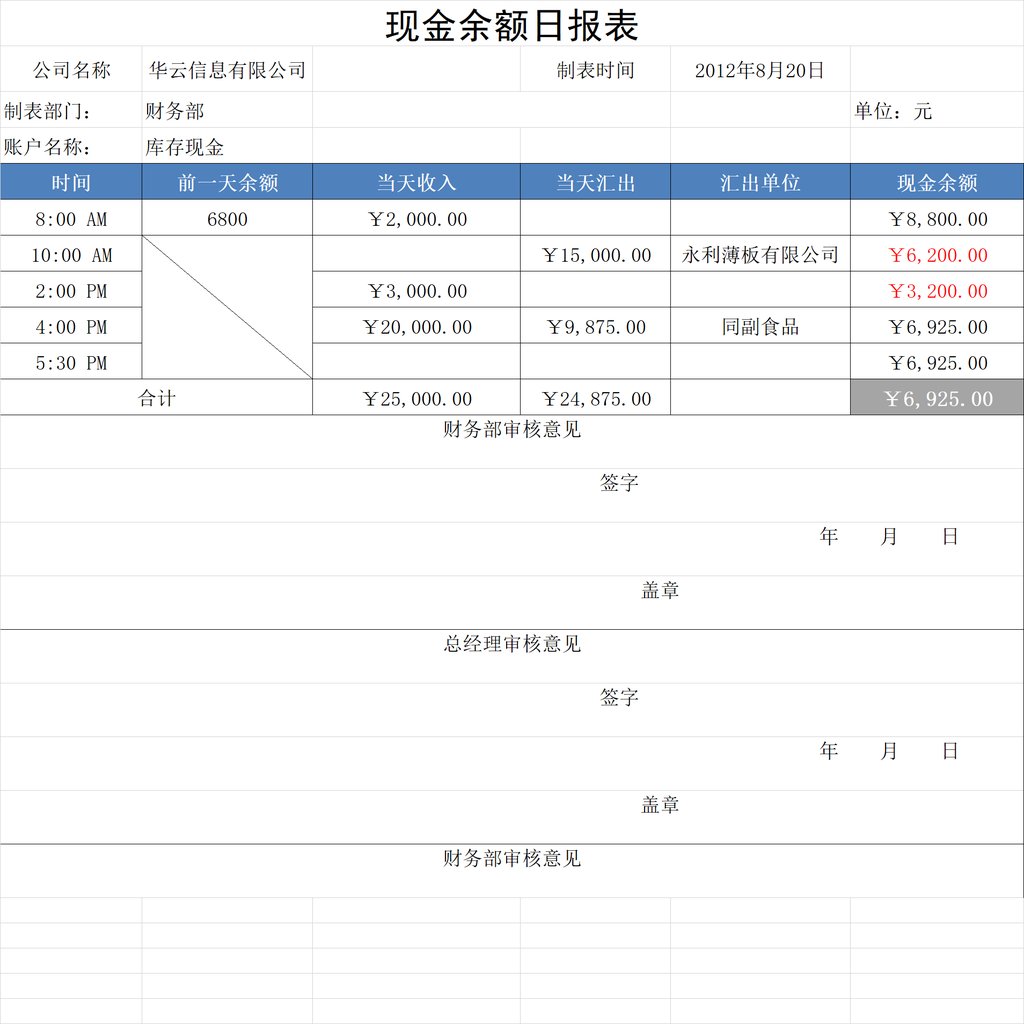 现金余额日报表
公司名称 华云信息有限公司 制表时间 2012年8月20日
制表部门： 财务部 单位：元
账户名称： 库存现金
时间 前一天余额 当天收入 当天汇出 汇出单位 现金余额
8:00 AM 6800 ￥2,000.00 ￥8,800.00
10:00 AM ￥15,000.00 永利薄板有限公司 ￥6,200.00
2:00 PM ￥3,000.00 ￥3,200.00
4:00 PM ￥20,000.00 ￥9,875.00 同副食品 ￥6,925.00
5:30 PM ￥6,925.00
合计 ￥25,000.00 ￥24,875.00 ￥6,925.00
财务部审核意见
签字
年 月 日
盖章
总经理审核意见
签字
年 月 日
盖章
财务部审核意见